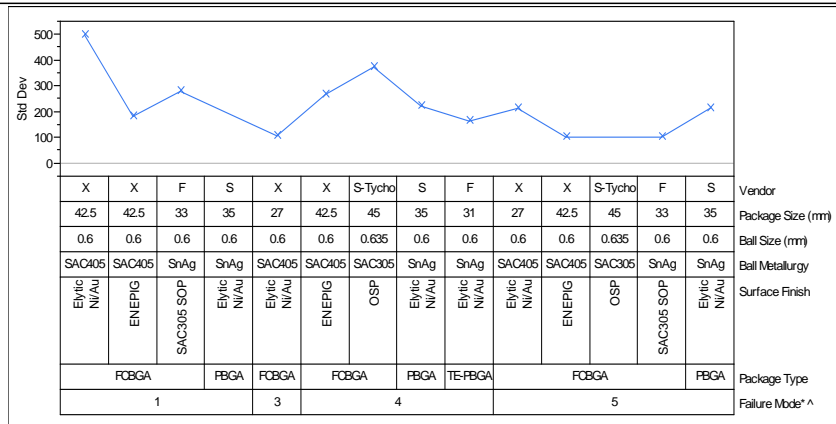 500
400
300
200
100
0
Std Dev
X X F S X X S-Tycho S F X X S-Tycho F S Vendor
42.5 42.5 33 35 27 42.5 45 35 31 27 42.5 45 33 35 Package Size (mm)
0.6 0.6 0.6 0.6 0.6 0.6 0.635 0.6 0.6 0.6 0.6 0.635 0.6 0.6 Ball Size (mm)
SAC405 SAC405 SnAg SnAg SAC405 SAC405 SAC305 SnAg SnAg SAC405 SAC405 SAC305 SnAg SnAg Ball Metallurgy
Elytic Ni/Au ENEPIG SAC305 SOP Elytic Ni/Au Elytic Ni/Au ENEPIG OSP Elytic Ni/Au Elytic Ni/Au Elytic Ni/Au ENEPIG OSP SAC305 SOP Elytic Ni/Au Surface Finish
FCBGA PBGA FCBGA FCBGA PBGA TE-PBGA FCBGA PBGA Package Type
1 3 4 5 Failure Mode* ^